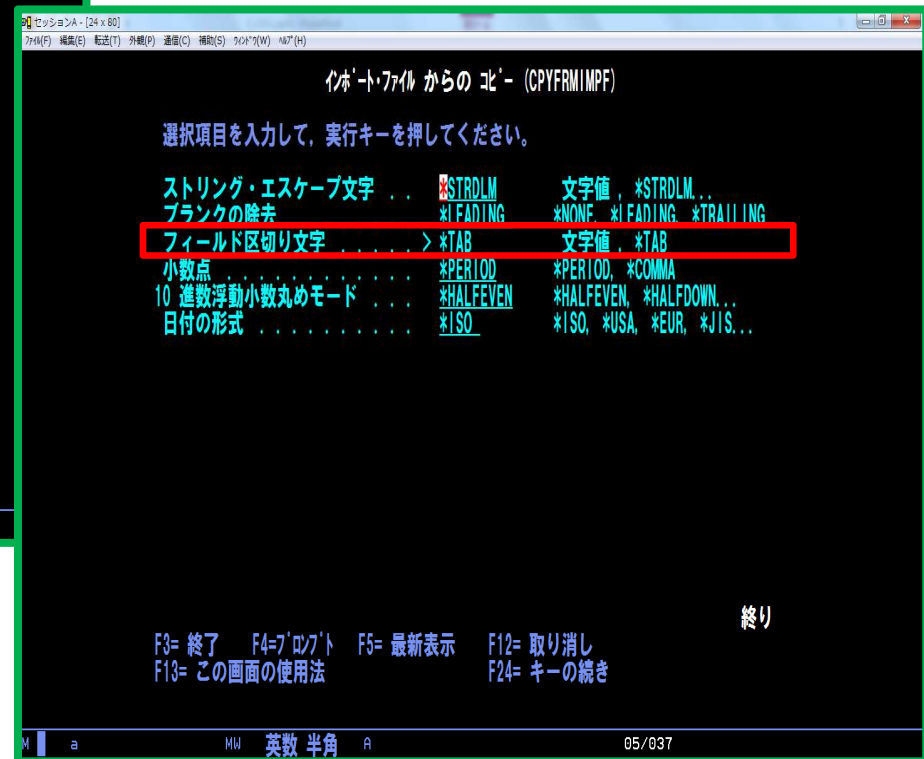 セッションA - [24 x 80]
ファイル(F) 編集(E) 転送(T) 外観(P) 通信(C) 補助(S) ウィンドウ(W) ヘルプ(H)
インポート・ファイル からの コピー (CPYFRMIMPF)
選択項目を入力して, 実行キーを押してください。
ストリング・エスケープ文字 . . *STRDLM 文字値 , *STRDLM...
ブランクの除去 *LEADING *NONE, *LEADING, *TRAILING
フィールド区切り文字 . . . . . > *TAB 文字値 , *TAB
小数点 . . . . . . . . . . . . *PERIOD *PERIOD, *COMMA
10 進数浮動小数丸めモード . . . *HALFEVEN *HALFEVEN, *HALFDOWN...
日付の形式 . . . . . . . . . . *ISO *ISO, *USA, *EUR, *JIS...
終り
F3= 終了 F4=プロンプト F5= 最新表示 F12= 取り消し
F13= この画面の使用法 F24= キーの続き
M a MW 英数 半角 A 05/037